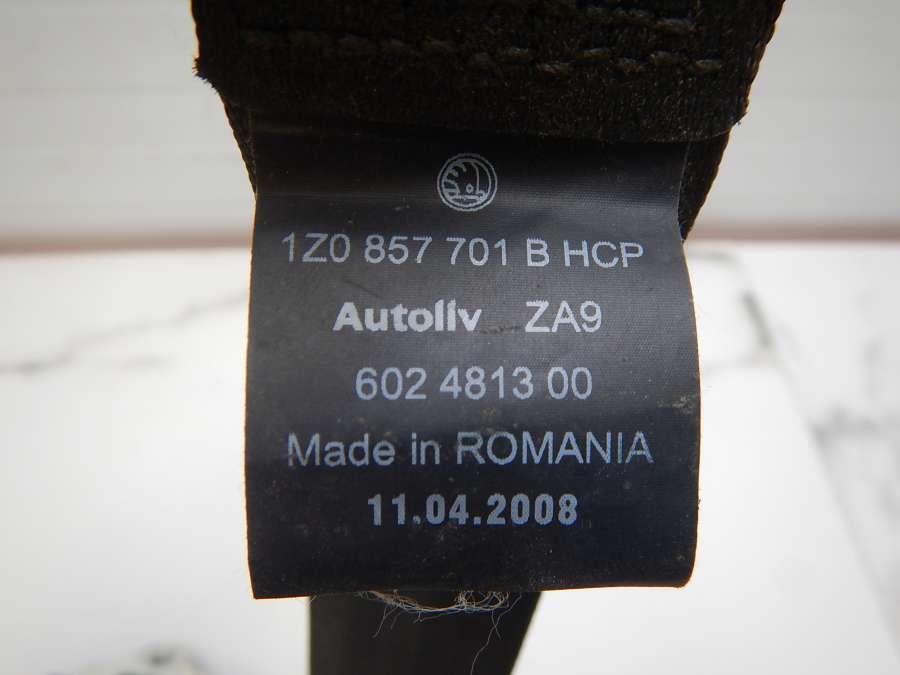 1Z0 857 701 B HCP
Autoliv ZA9
602 4813 00
Made in ROMANIA
11.04.2008